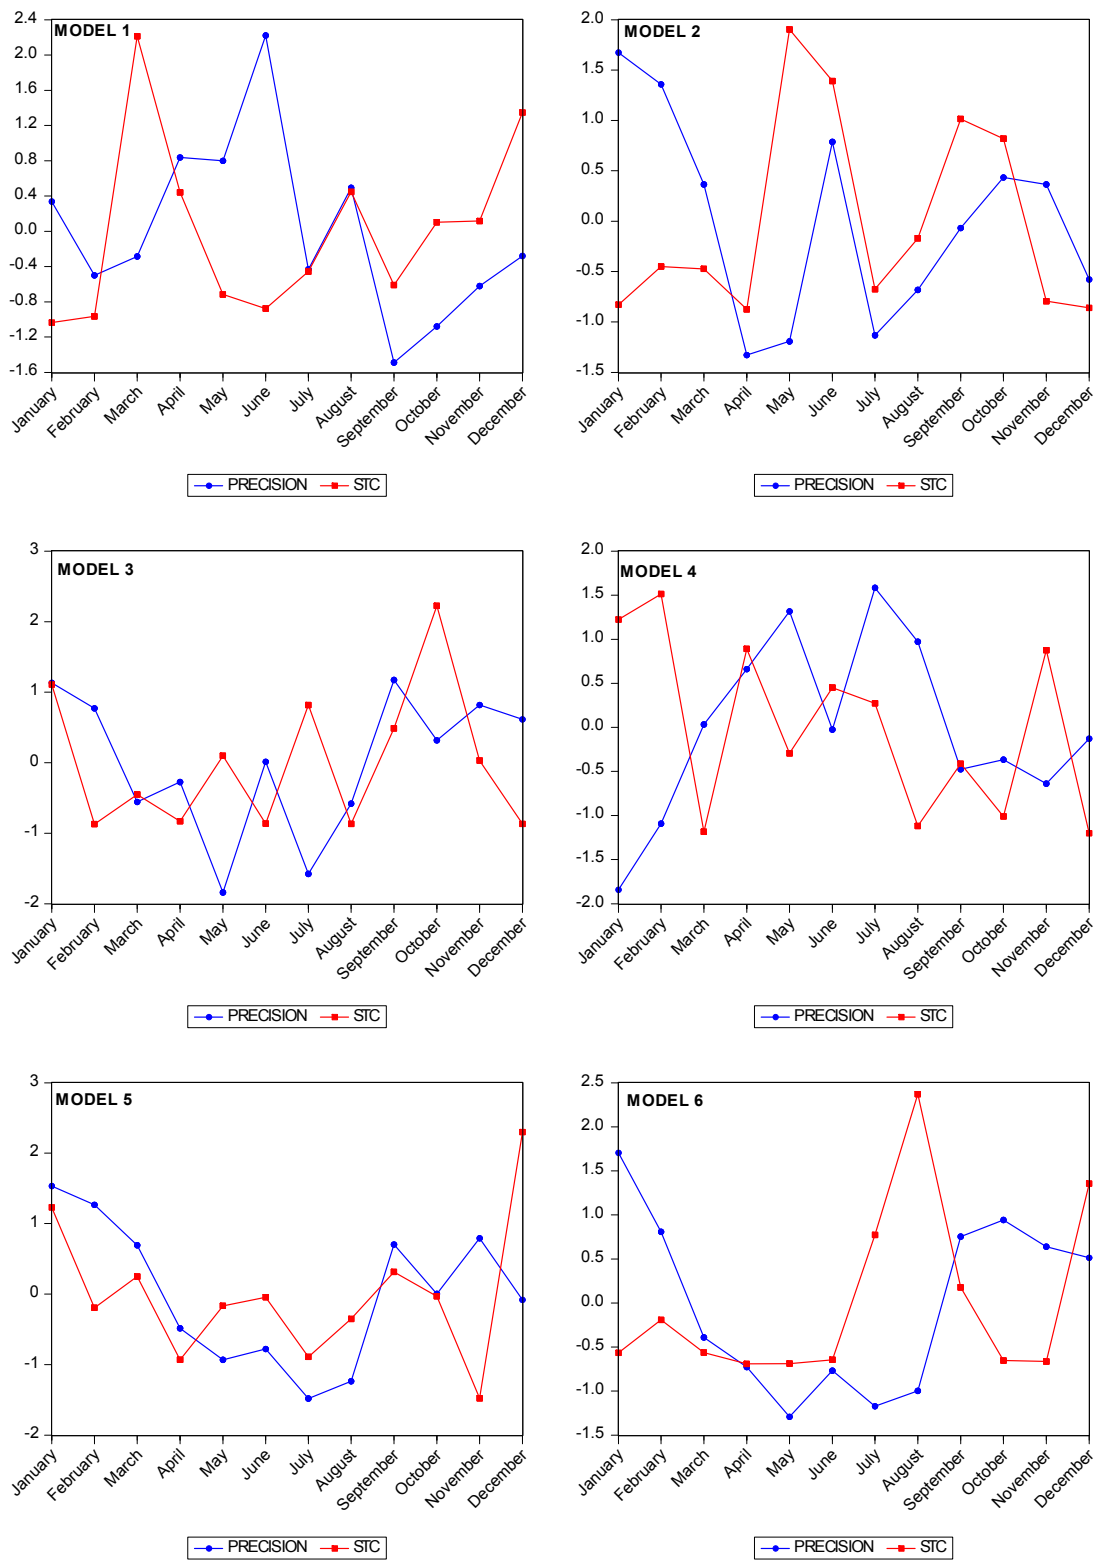 MODEL 1
2.4
2.0
1.6
1.2
0.8
0.4
0.0
-0.4
-0.8
-1.2
-1.6
January
February
March
April
May
June
July
August
September
October
November
December
PRECISION STC
MODEL 2
2.0
1.5
1.0
0.5
0.0
-0.5
-1.0
-1.5
January
February
March
April
May
June
July
August
September
October
November
December
PRECISION STC
MODEL 3
3
2
1
0
-1
-2
January
February
March
April
May
June
July
August
September
October
November
December
PRECISION STC
MODEL 4
2.0
1.5
1.0
0.5
0.0
-0.5
-1.0
-1.5
-2.0
January
February
March
April
May
June
July
August
September
October
November
December
PRECISION STC
MODEL 5
3
2
1
0
-1
-2
January
February
March
April
May
June
July
August
September
October
November
December
PRECISION STC
MODEL 6
2.5
2.0
1.5
1.0
0.5
0.0
-0.5
-1.0
-1.5
January
February
March
April
May
June
July
August
September
October
November
December
PRECISION STC